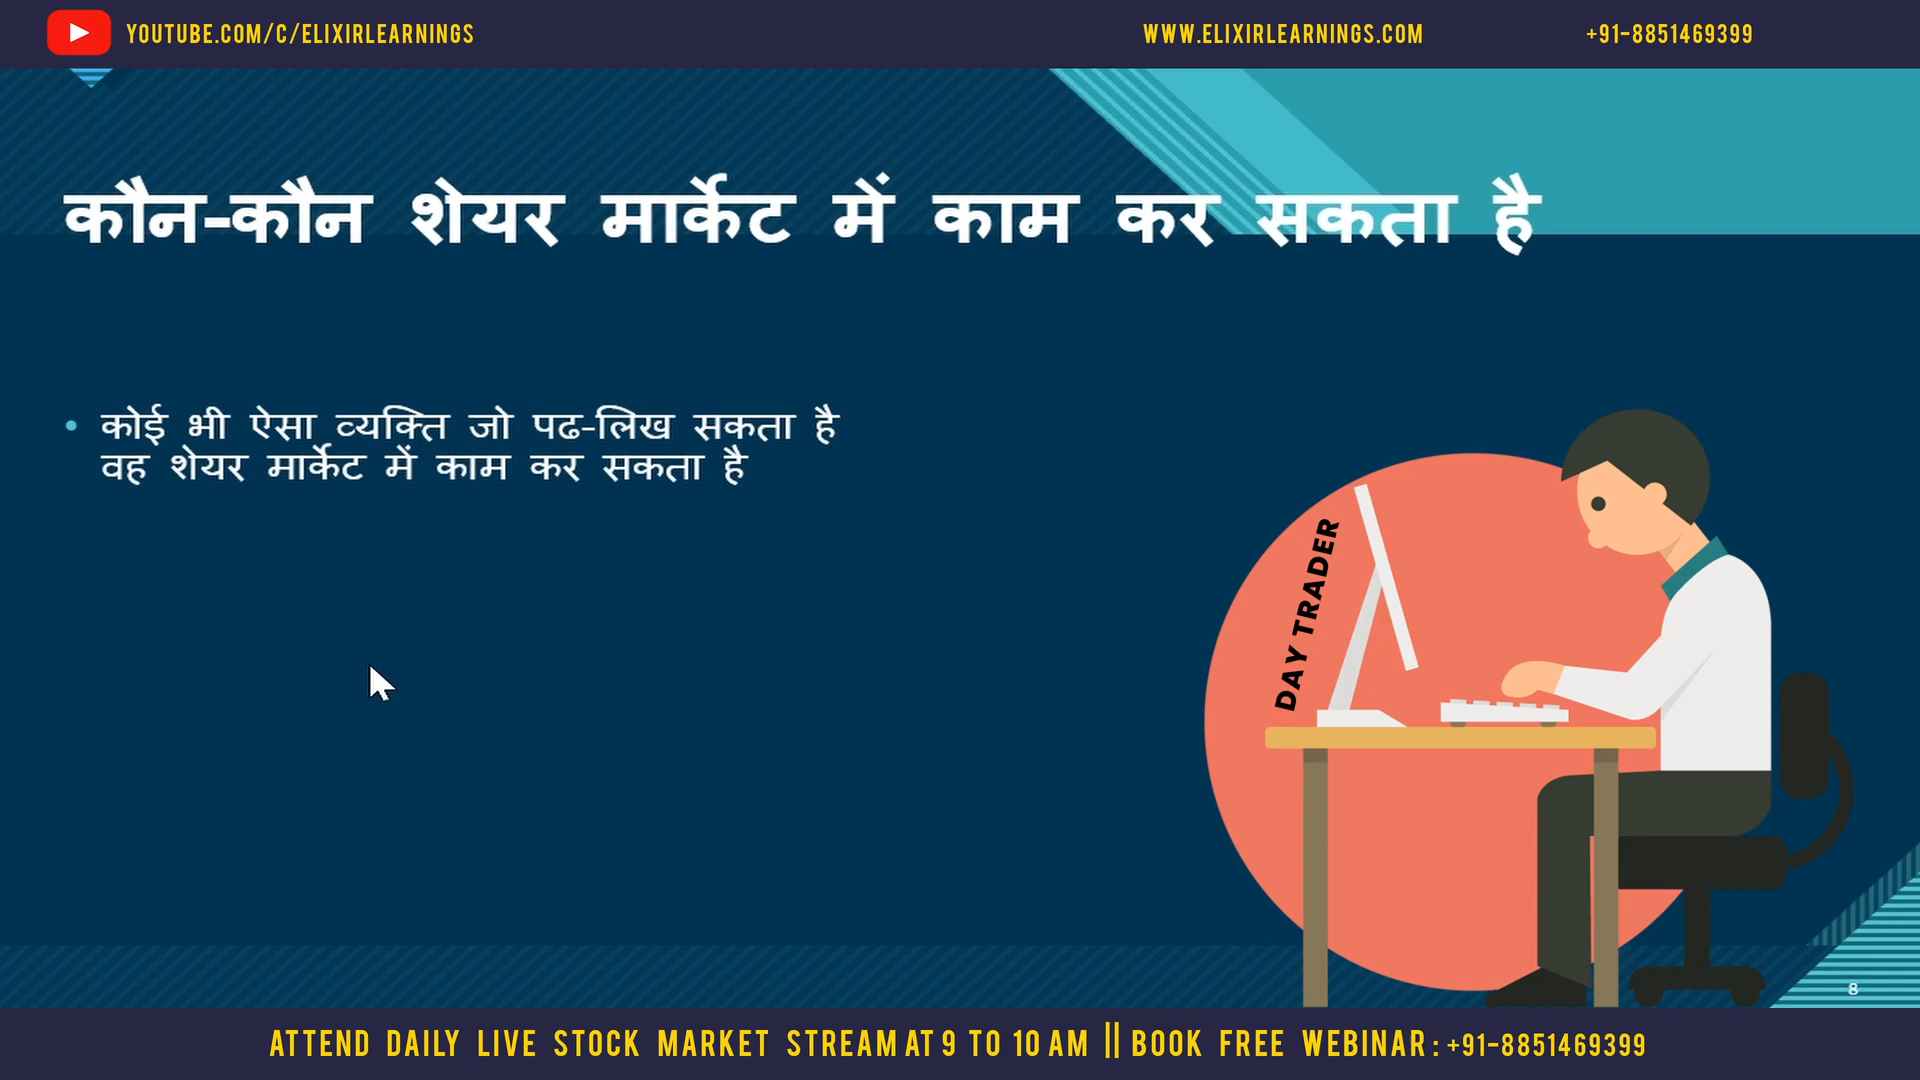 YOUTUBE.COM/C/ELIXIRLEARNINGS
WWW.ELIXIRLEARNINGS.COM
+91-8851469399
कौन-कौन शेयर मार्केट में काम कर सकता है
• कोई भी ऐसा व्यक्ति जो पढ-लिख सकता है
वह शेयर मार्केट में काम कर सकता है
DAY TRADER
8
ATTEND DAILY LIVE STOCK MARKET STREAM AT 9 TO 10 AM || BOOK FREE WEBINAR : +91-8851469399